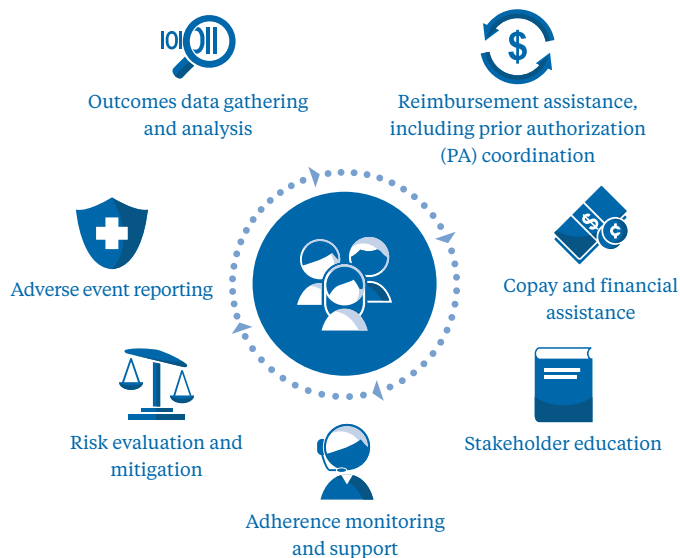 Outcomes data gathering
and analysis
Reimbursement assistance,
including prior authorization
(PA) coordination
Adverse event reporting
Copay and financial
assistance
Risk evaluation and
mitigation
Stakeholder education
Adherence monitoring
and support